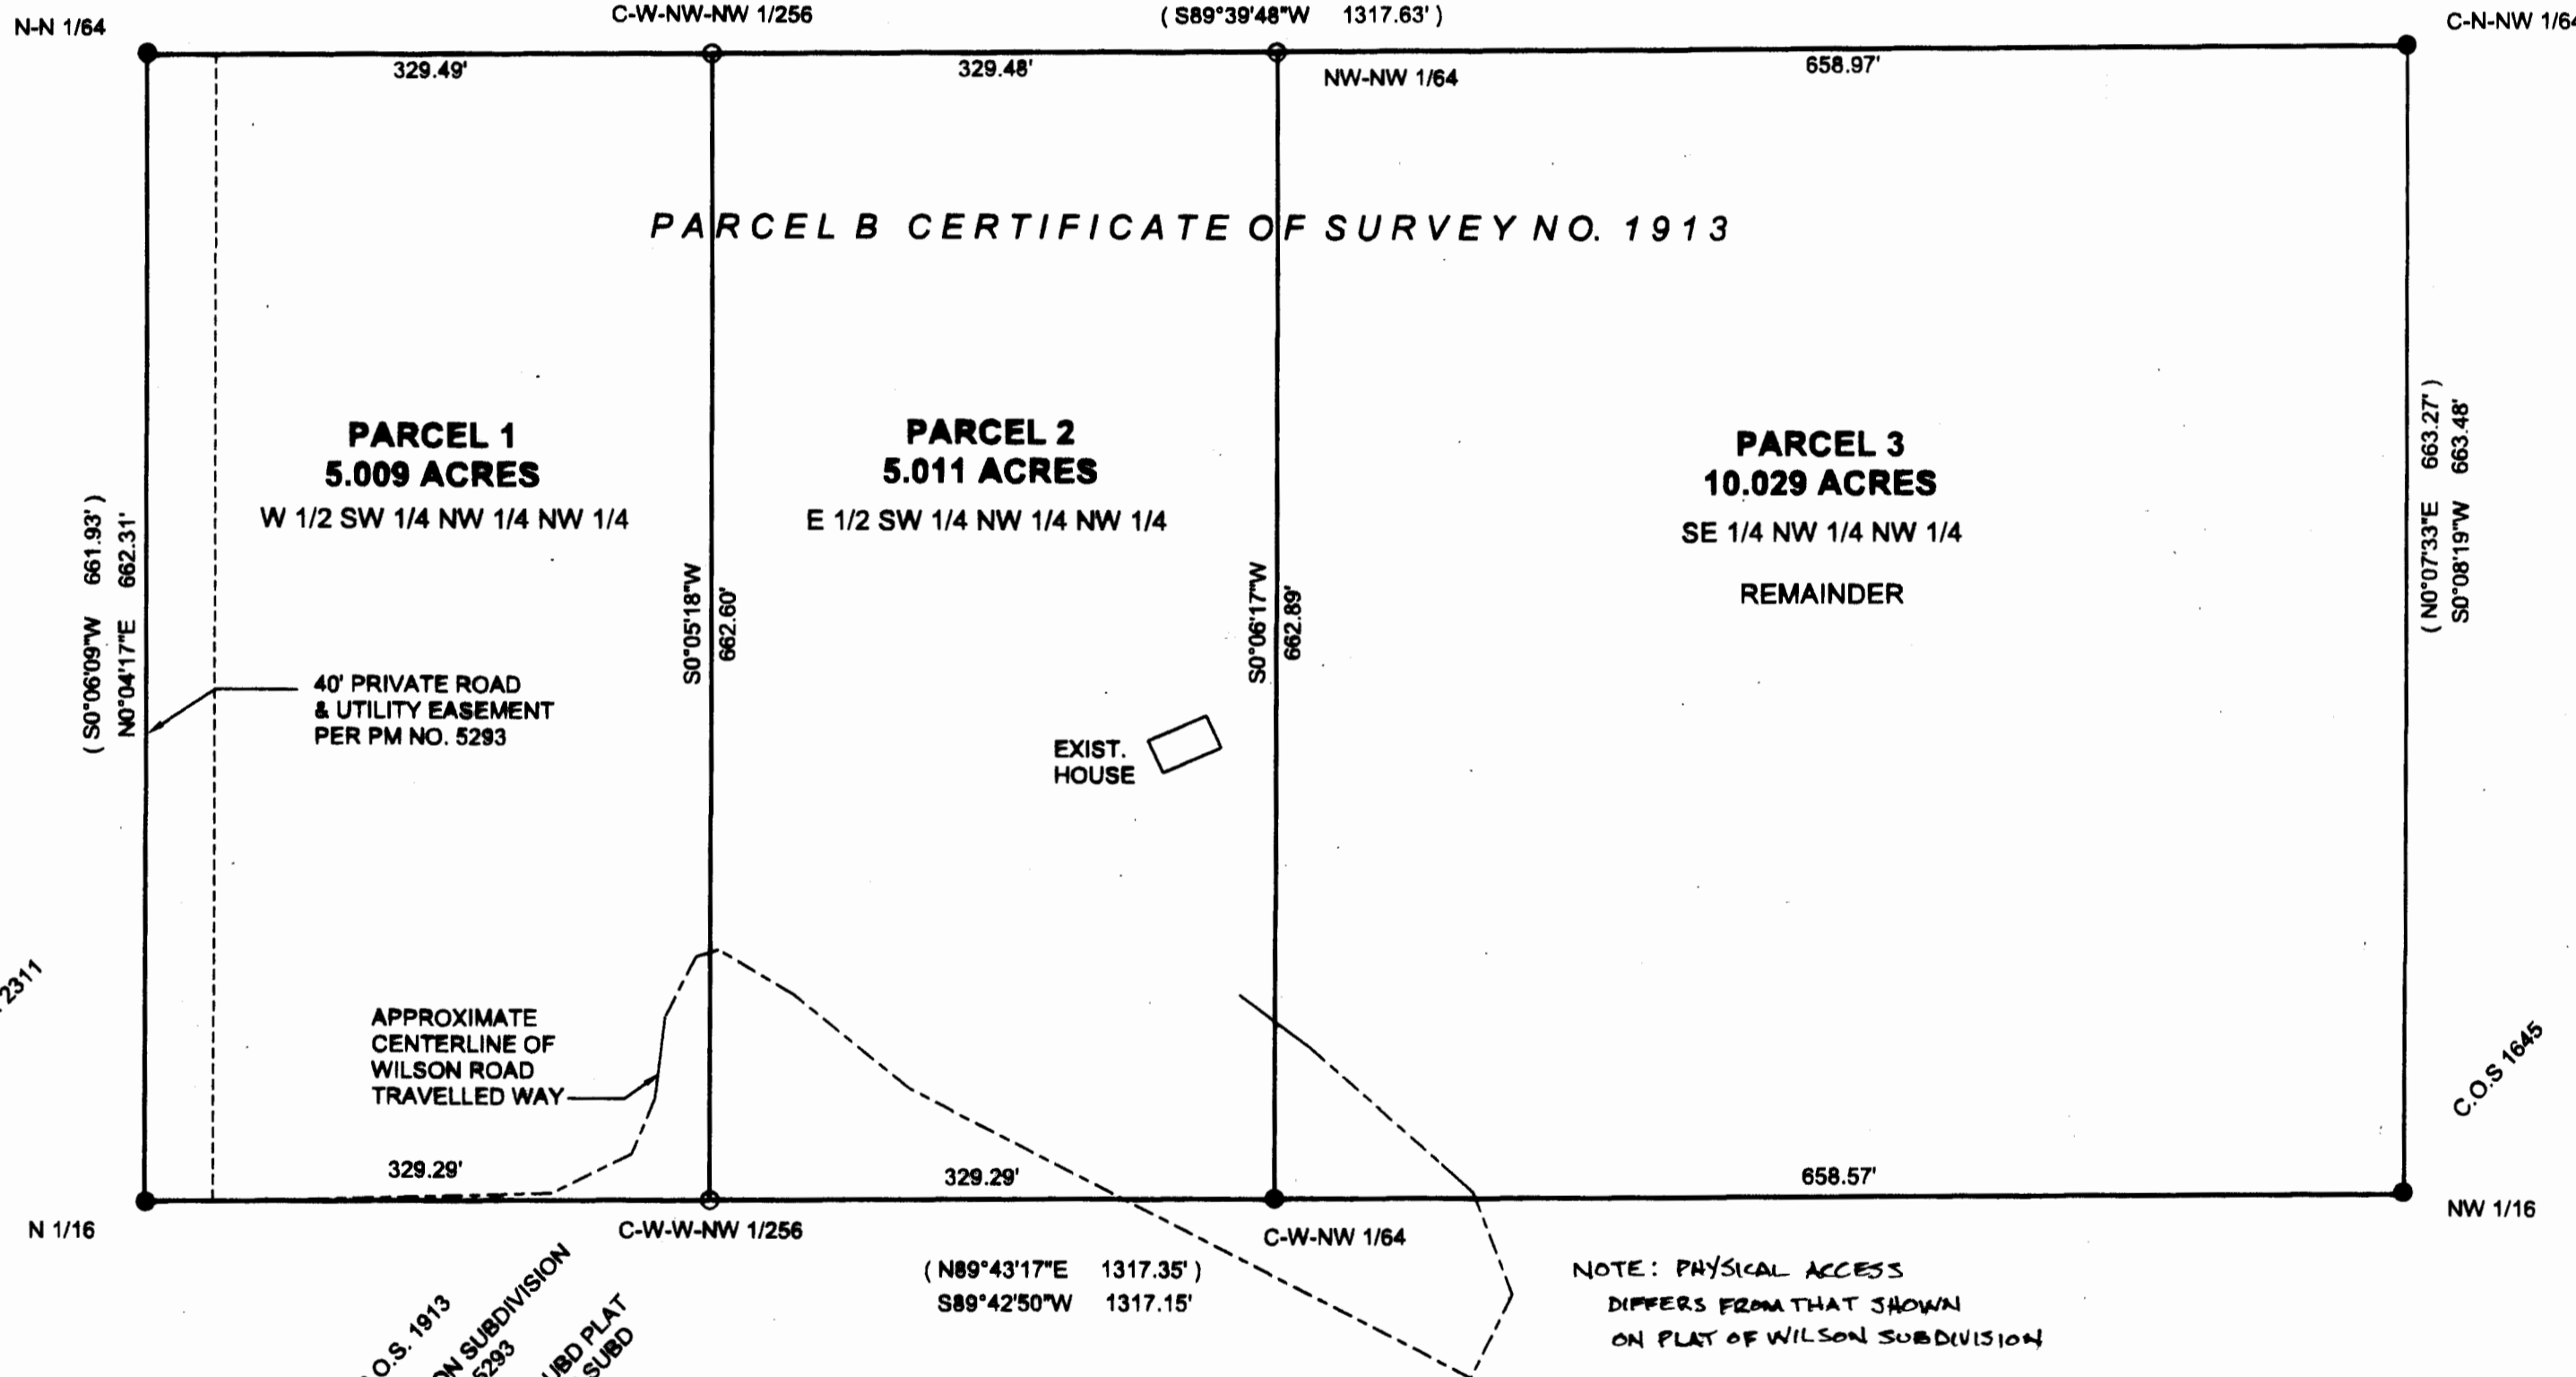 N-N 1/64
C-W-NW-NW 1/256
( S89°39'48"W 1317.63' )
C-N-NW 1/64
329.49'
329.48'
NW-NW 1/64
658.97'
PARCEL B CERTIFICATE OF SURVEY NO. 1913
PARCEL 1
5.009 ACRES
W 1/2 SW 1/4 NW 1/4 NW 1/4
PARCEL 2
5.011 ACRES
E 1/2 SW 1/4 NW 1/4 NW 1/4
PARCEL 3
10.029 ACRES
SE 1/4 NW 1/4 NW 1/4
REMAINDER
( S0°06'09"W 661.93' )
N0°04'17"E 662.31'
S0°05'18"W
662.60'
S0°06'17"W
662.89'
( N0°07'33"E 663.27' )
S0°08'19"W 663.48'
40' PRIVATE ROAD
& UTILITY EASEMENT
PER PM NO. 5293
EXIST.
HOUSE
2311
APPROXIMATE
CENTERLINE OF
WILSON ROAD
TRAVELLED WAY
C.O.S 1645
329.29'
329.29'
658.57'
N 1/16
C-W-W-NW 1/256
C-W-NW 1/64
NW 1/16
( N89°43'17"E 1317.35' )
S89°42'50"W 1317.15'
NOTE: PHYSICAL ACCESS
DIFFERS FROM THAT SHOWN
ON PLAT OF WILSON SUBDIVISION
O.S. 1913
ON SUBDIVISION
5293
UBD PLAT
SUBD